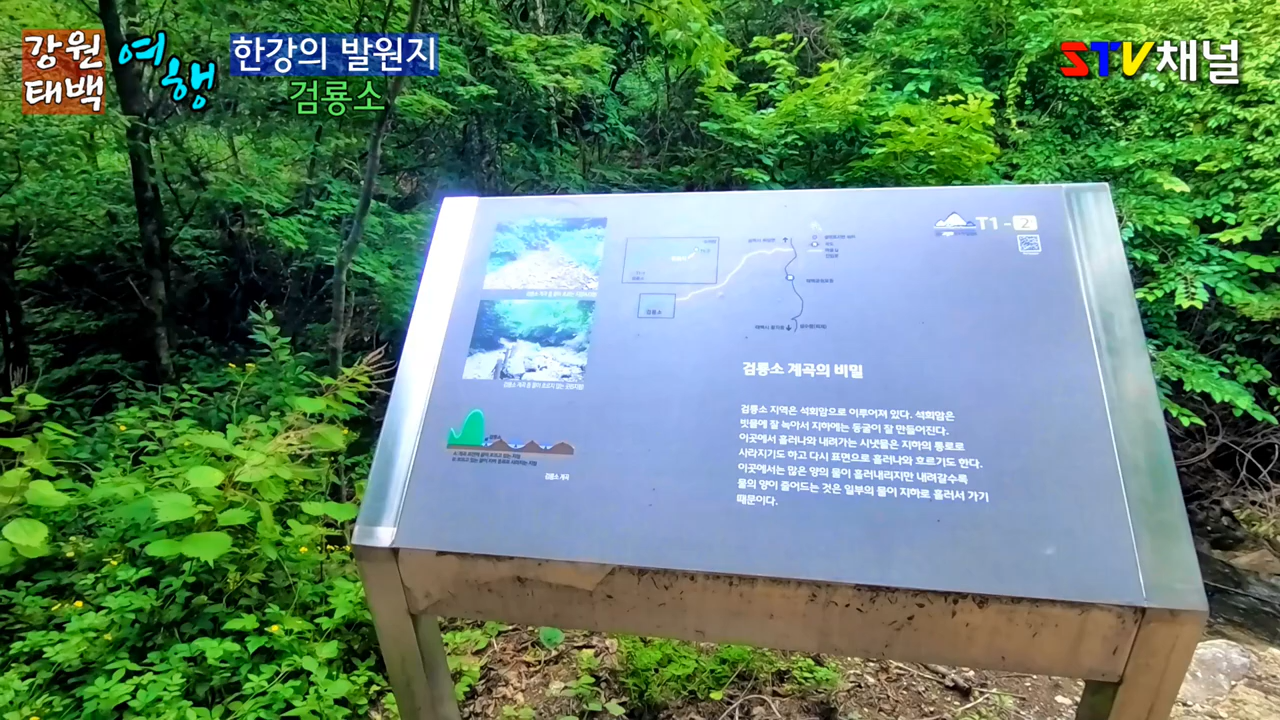 강원 태백
여행
한강의 발원지
검룡소
STV채널
T1-2
검룡소
검룡소 계곡의 비밀
검룡소 지역은 석회암으로 이루어져 있다. 석회암은
빗물에 잘 녹아서 지하에는 동굴이 잘 만들어진다.
이곳에서 흘러나와 내려가는 시냇물은 지하의 통로로
사라지기도 하고 다시 표면으로 흘러나와 흐르기도 한다.
이곳에서는 많은 양의 물이 흘러내리지만 내려갈수록
물의 양이 줄어드는 것은 일부의 물이 지하로 흘러서 가기
때문이다.
검룡소 계곡